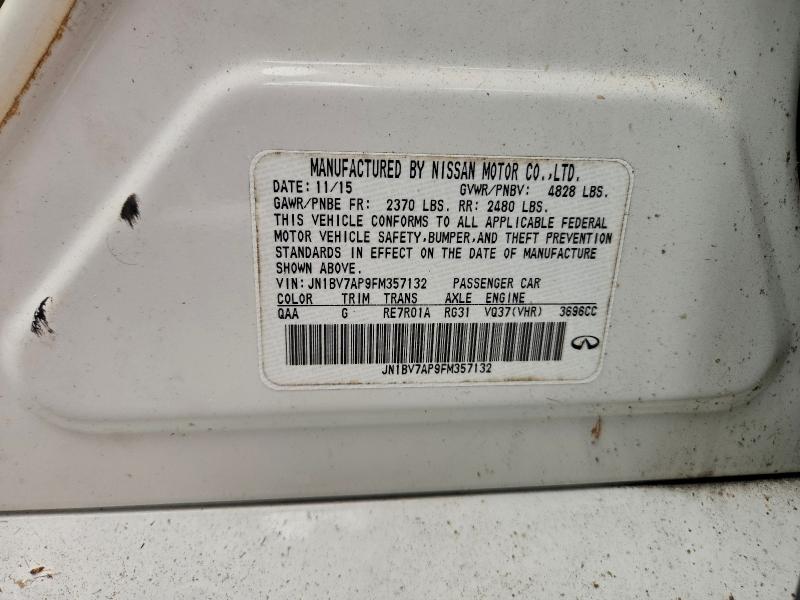 MANUFACTURED BY NISSAN MOTOR CO.,LTD.
DATE: 11/15 GVWR/PNBV: 4828 LBS.
GAWR/PNBE FR: 2370 LBS. RR: 2480 LBS.
THIS VEHICLE CONFORMS TO ALL APPLICABLE FEDERAL
MOTOR VEHICLE SAFETY,BUMPER,AND THEFT PREVENTION
STANDARDS IN EFFECT ON THE DATE OF MANUFACTURE
SHOWN ABOVE.
VIN: JN1BV7AP9FM357132 PASSENGER CAR
COLOR TRIM TRANS AXLE ENGINE
QAA G RE7R01A RG31 VQ37(VHR) 3696CC
JN1BV7AP9FM357132